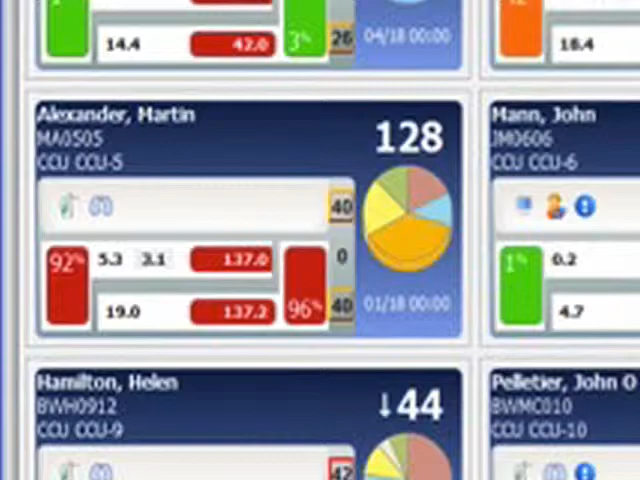 14.4 42.0 3% 26 04/18 00:00
18.4
Alexander, Martin
MA0505
CCU CCU-5
128
40
92% 5.3 3.1 137.0 0
19.0 137.2 96% 40 01/18 00:00
Mann, John
JM0606
CCU CCU-6
1% 0.2
4.7
Hamilton, Helen
BWH0912
CCU CCU-9
↓44
42
Pelletier, John O
BWMC010
CCU CCU-10